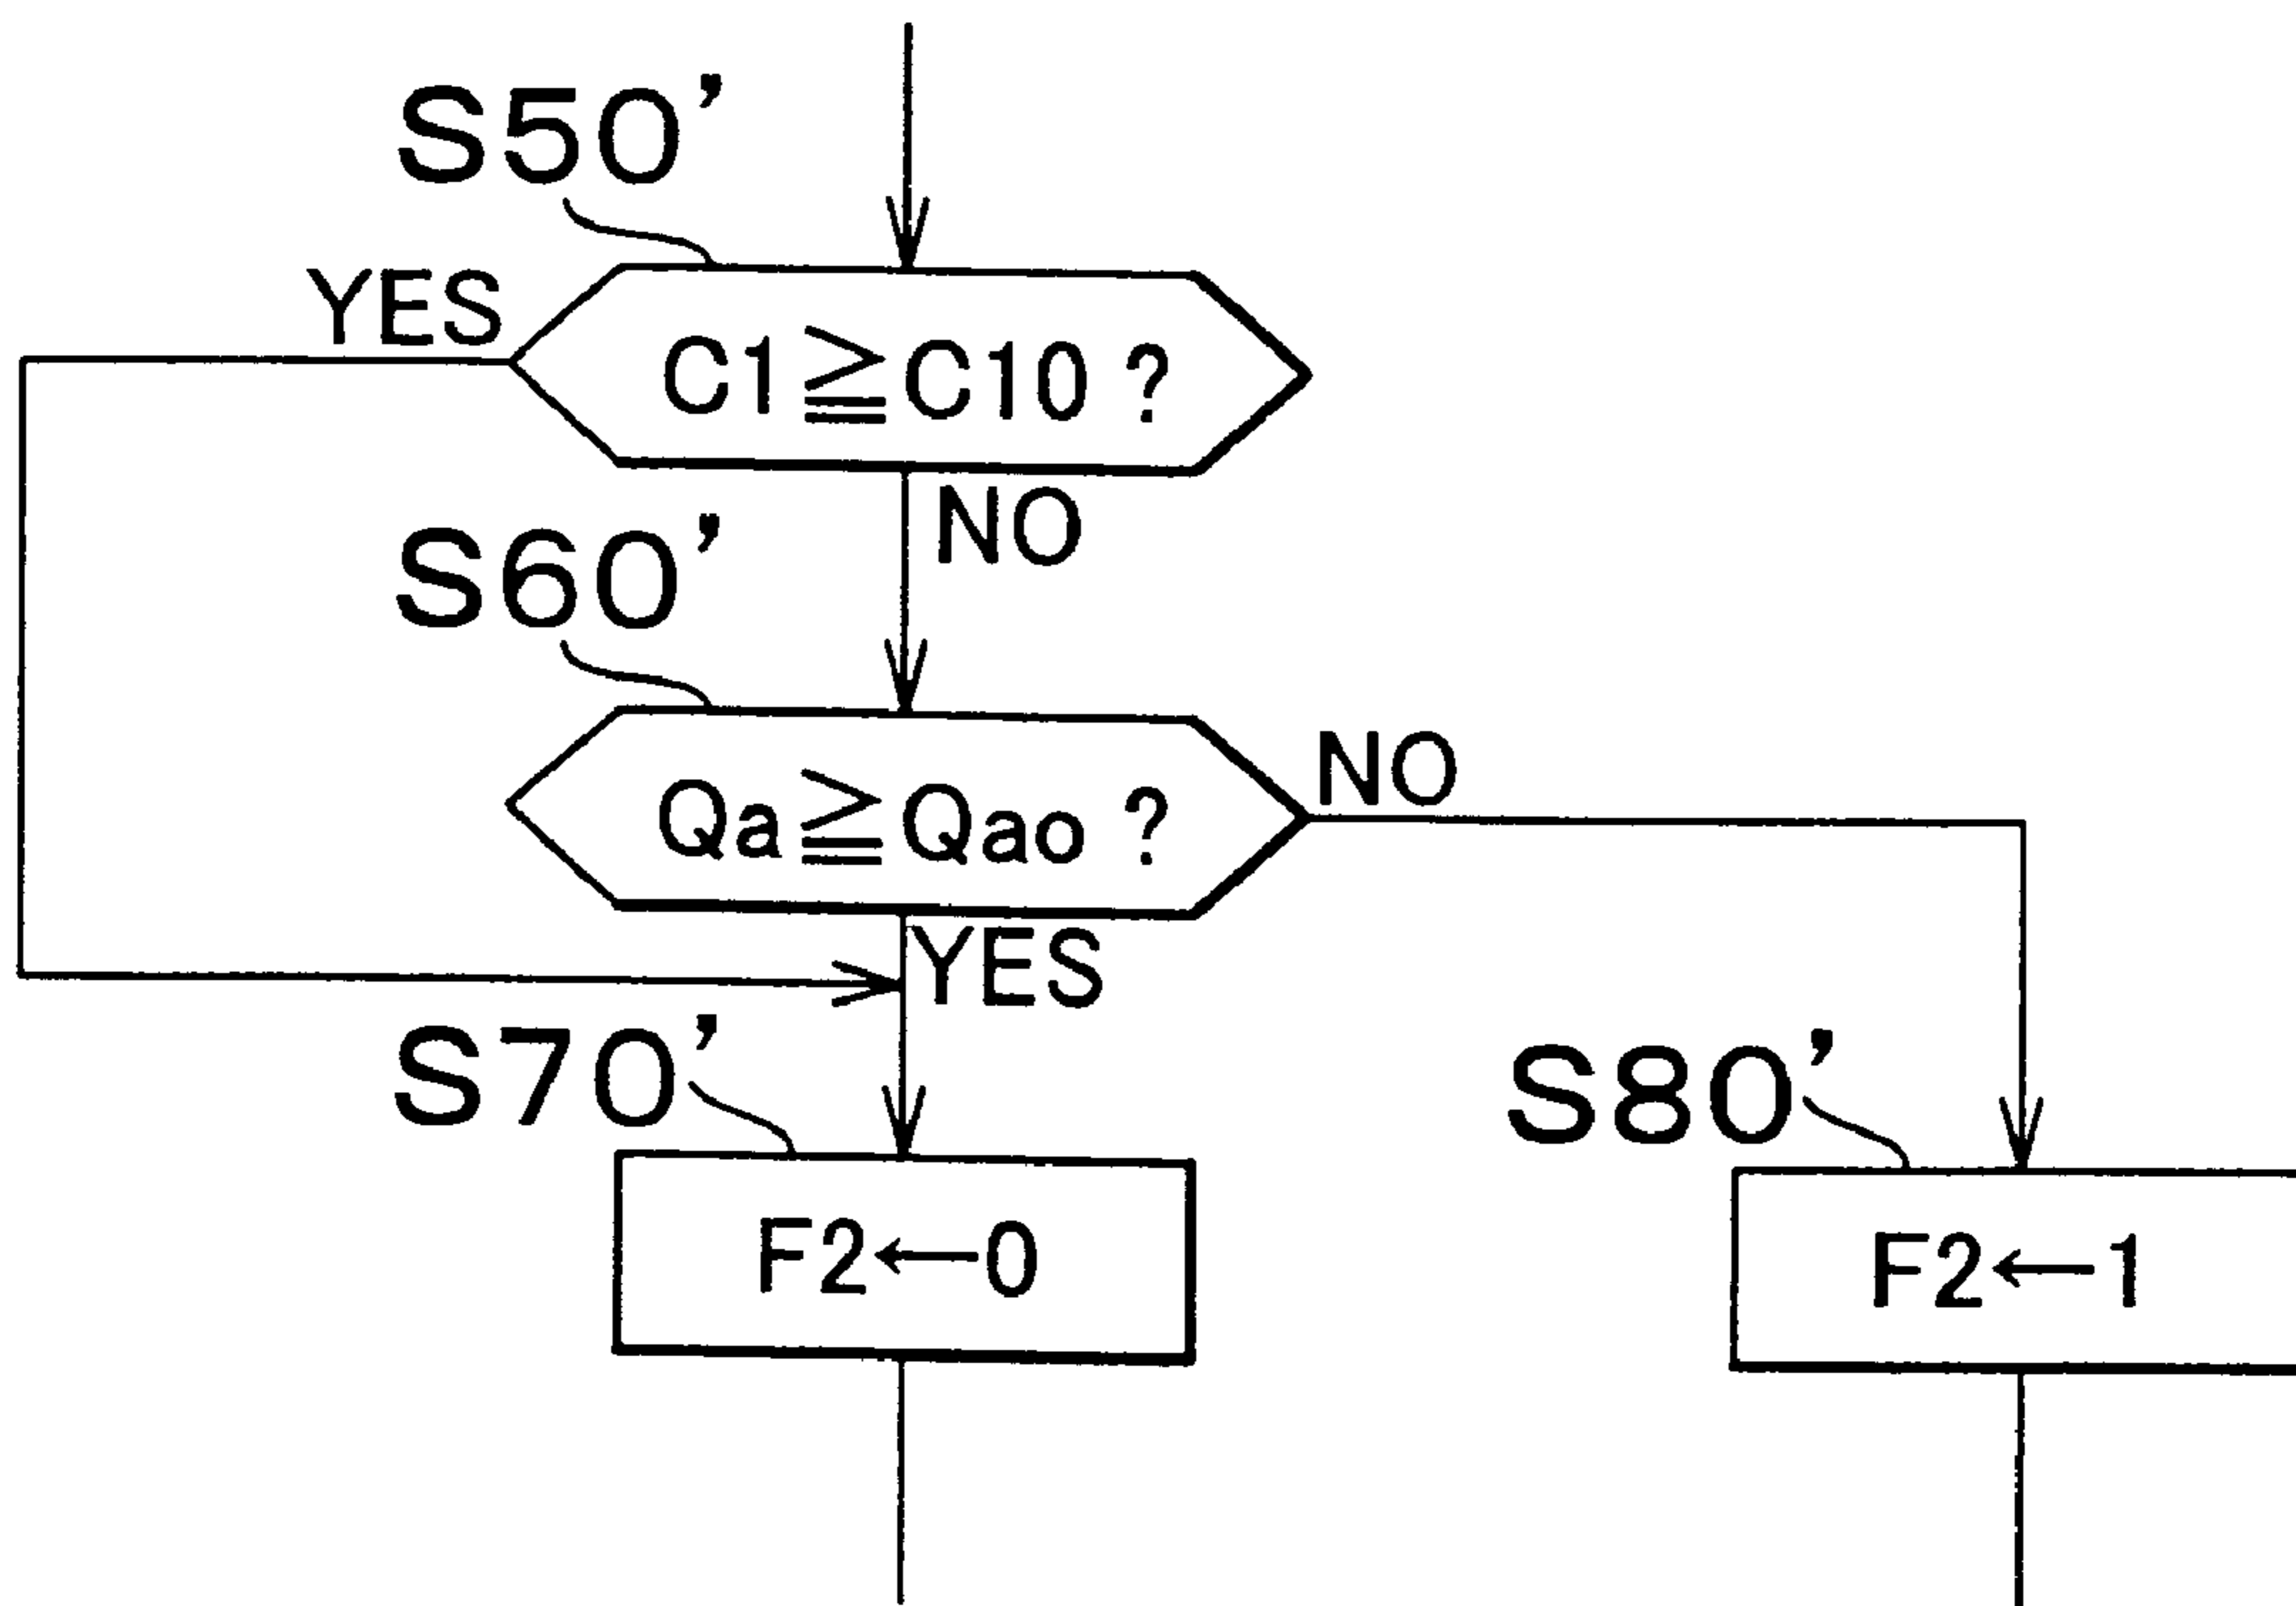 S50’
YES
C1≧C10 ?
NO
S60’
Qa≧Qao ?
NO
YES
S70’
F2←0
S80’
F2←1